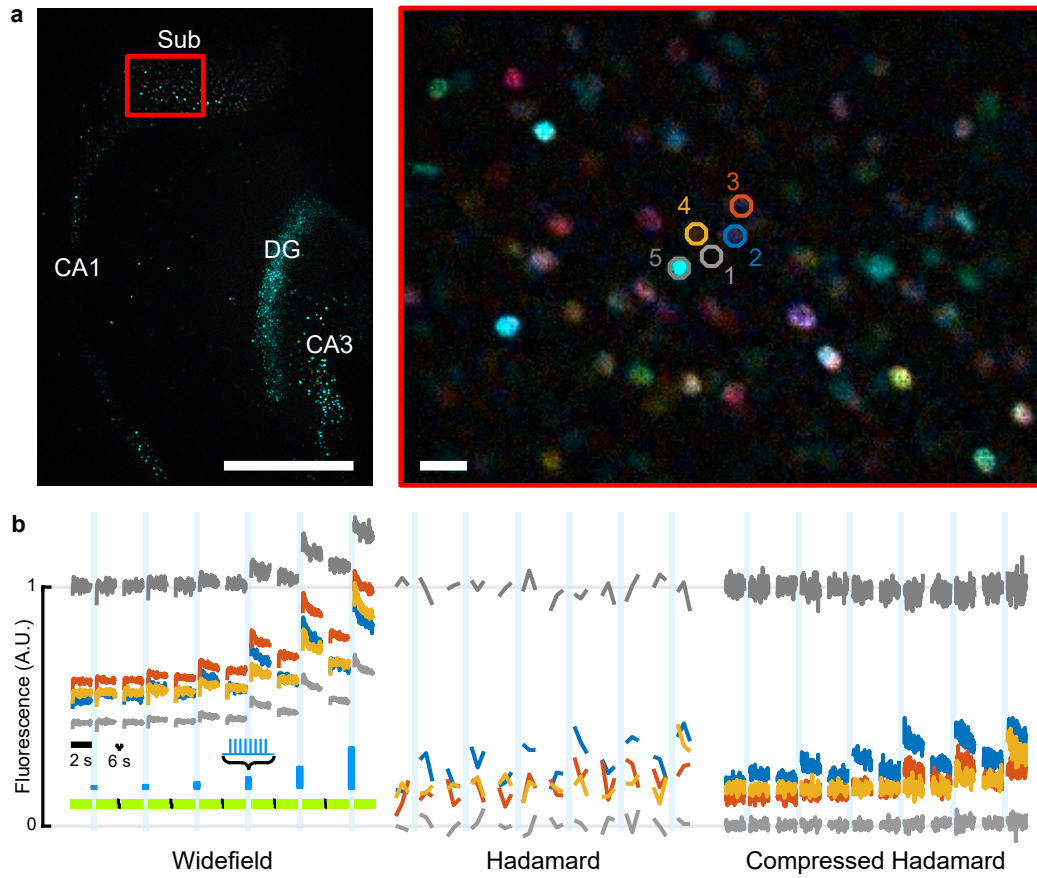 a
Sub
CA1
DG
CA3
3
4
5
2
1
b
Fluorescence (A.U.)
1
0
2 s
6 s
Widefield
Hadamard
Compressed Hadamard